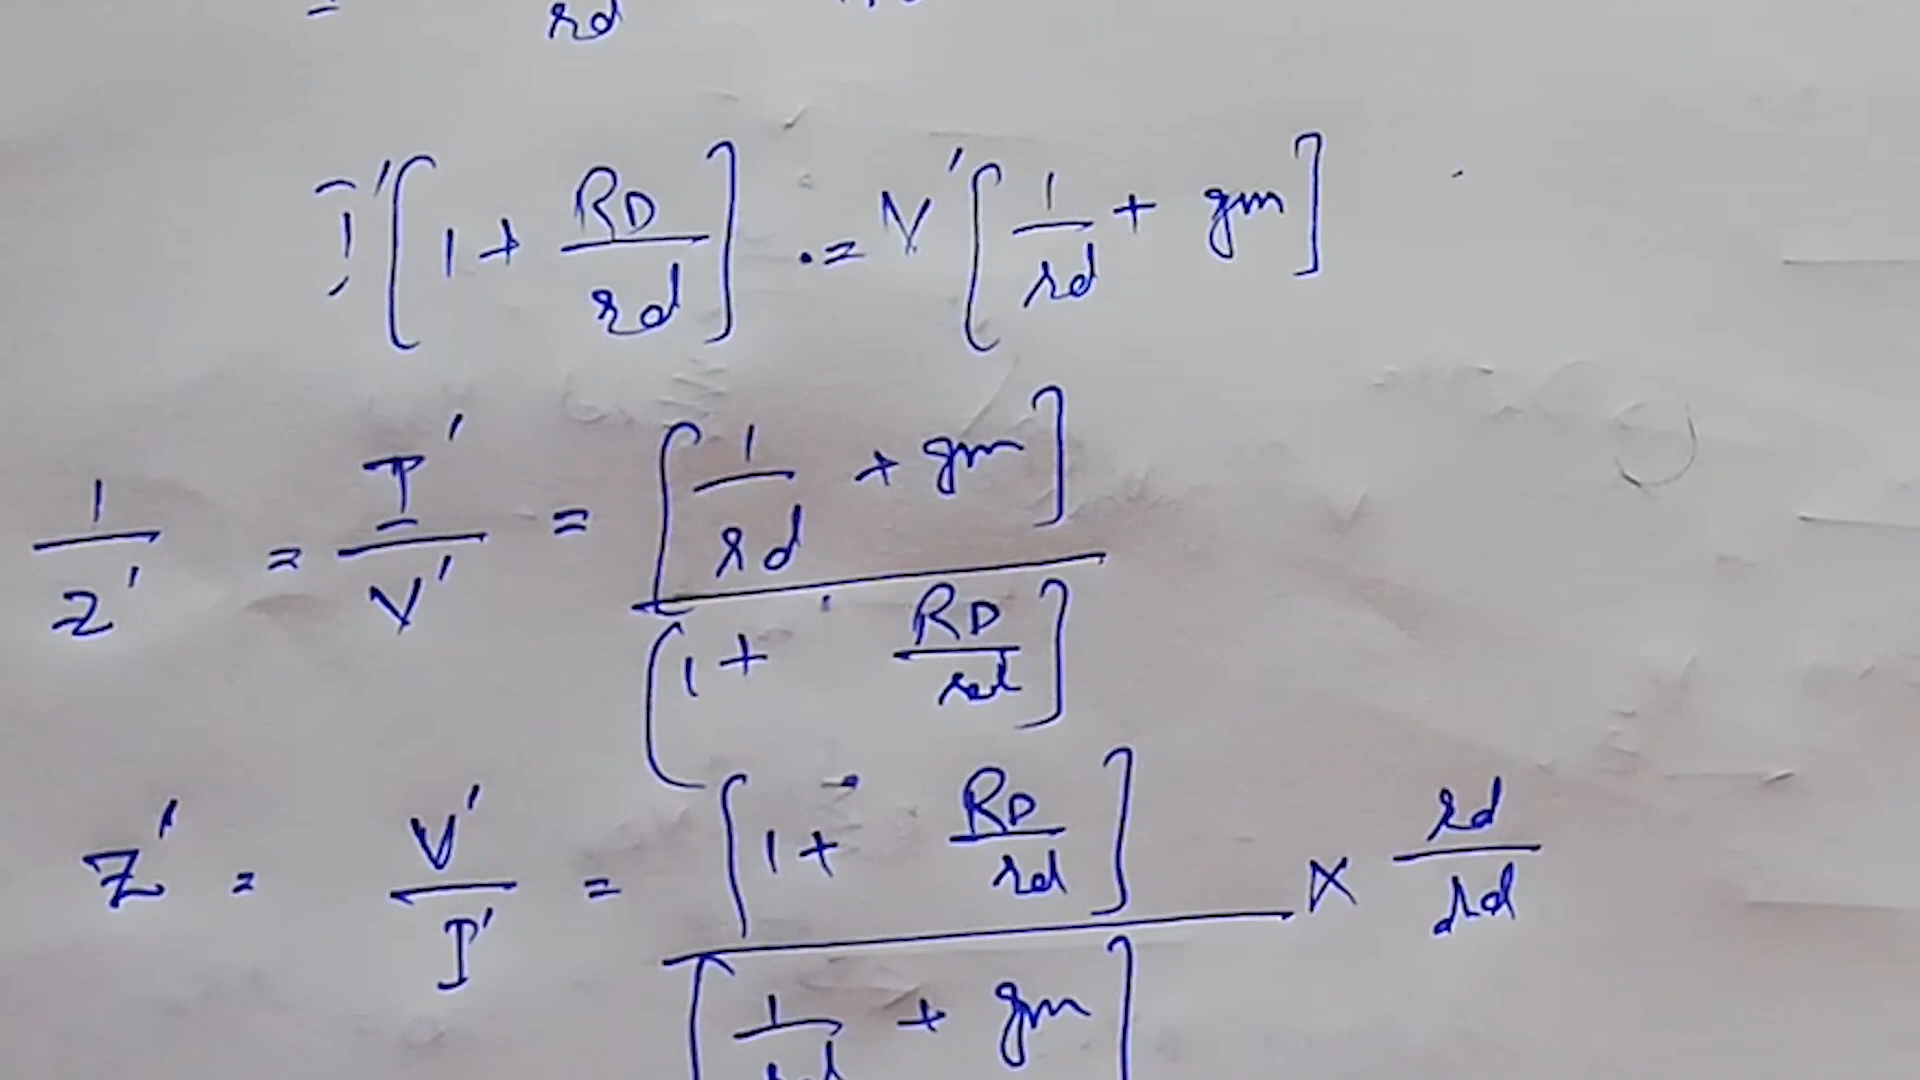 rd
I' [1 + RD/rd] .= V' [1/rd + gm]
1/Z' = I'/V' = [1/rd + gm] / [1 + RD/rd]
Z' = V'/I' = [1 + RD/rd] / [1/rd + gm] × rd/rd